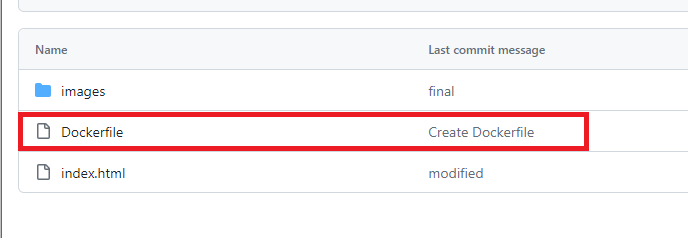 Name Last commit message
images final
Dockerfile Create Dockerfile
index.html modified